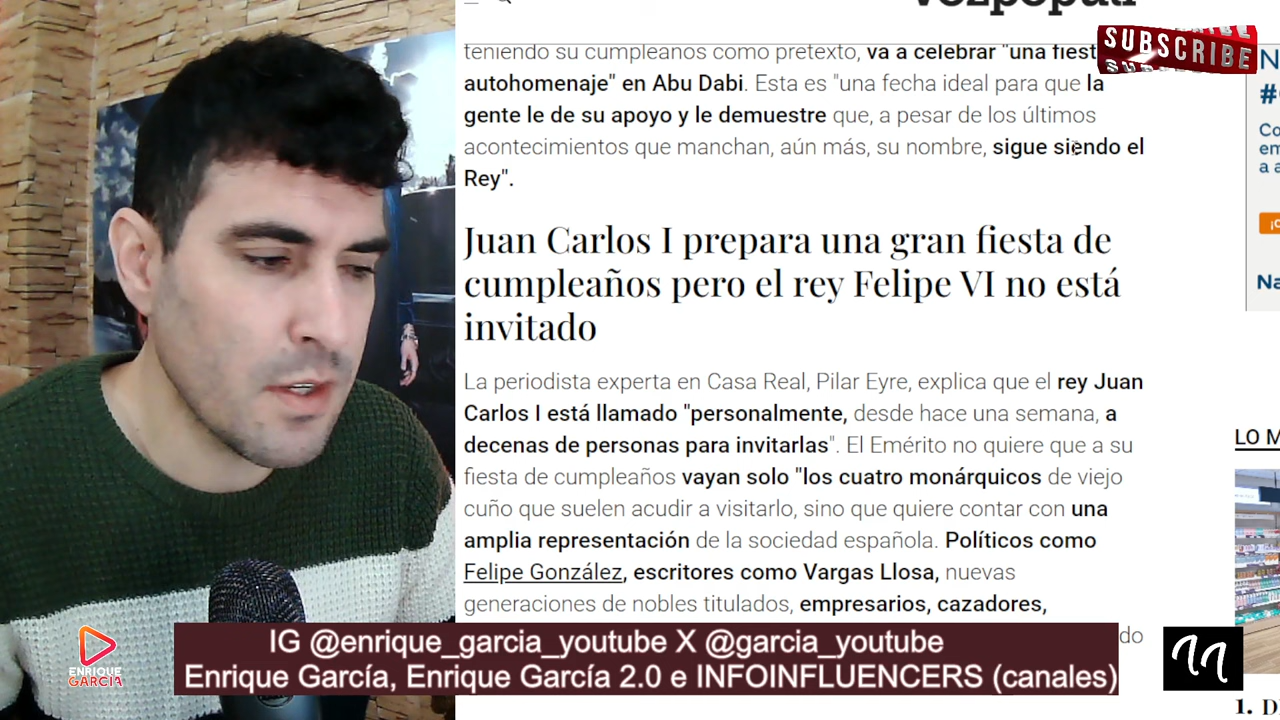 vozpópuli
SUBSCRIBE
teniendo su cumpleaños como pretexto, va a celebrar "una fiest
autohomenaje" en Abu Dabi. Esta es "una fecha ideal para que la
gente le de su apoyo y le demuestre que, a pesar de los últimos
acontecimientos que manchan, aún más, su nombre, sigue siendo el
Rey".
Juan Carlos I prepara una gran fiesta de
cumpleaños pero el rey Felipe VI no está
invitado
La periodista experta en Casa Real, Pilar Eyre, explica que el rey Juan
Carlos I está llamado "personalmente, desde hace una semana, a
decenas de personas para invitarlas". El Emérito no quiere que a su
fiesta de cumpleaños vayan solo "los cuatro monárquicos de viejo
cuño que suelen acudir a visitarlo, sino que quiere contar con una
amplia representación de la sociedad española. Políticos como
Felipe González, escritores como Vargas Llosa, nuevas
generaciones de nobles titulados, empresarios, cazadores,
do
N
#
Co
em
a a
Na
LO M
1. D
IG @enrique_garcia_youtube X @garcia_youtube
Enrique García, Enrique García 2.0 e INFOINFLUENCERS (canales)
ENRIQUE
GARCÍA